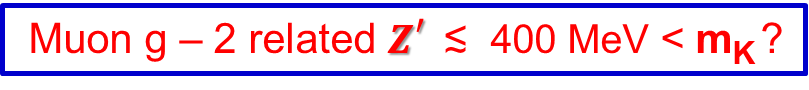 Muon g – 2 related Z′ ≲ 400 MeV < mK?